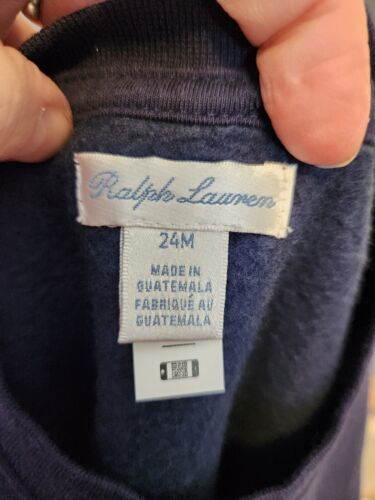 Ralph Lauren
24M
MADE IN
GUATEMALA
FABRIQUÉ AU
GUATEMALA